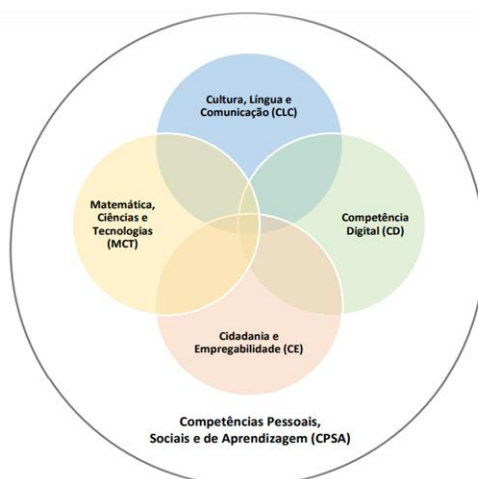 Cultura, Língua e
Comunicação (CLC)
Matemática,
Ciências e
Tecnologias
(MCT)
Competência
Digital (CD)
Cidadania e
Empregabilidade (CE)
Competências Pessoais,
Sociais e de Aprendizagem (CPSA)